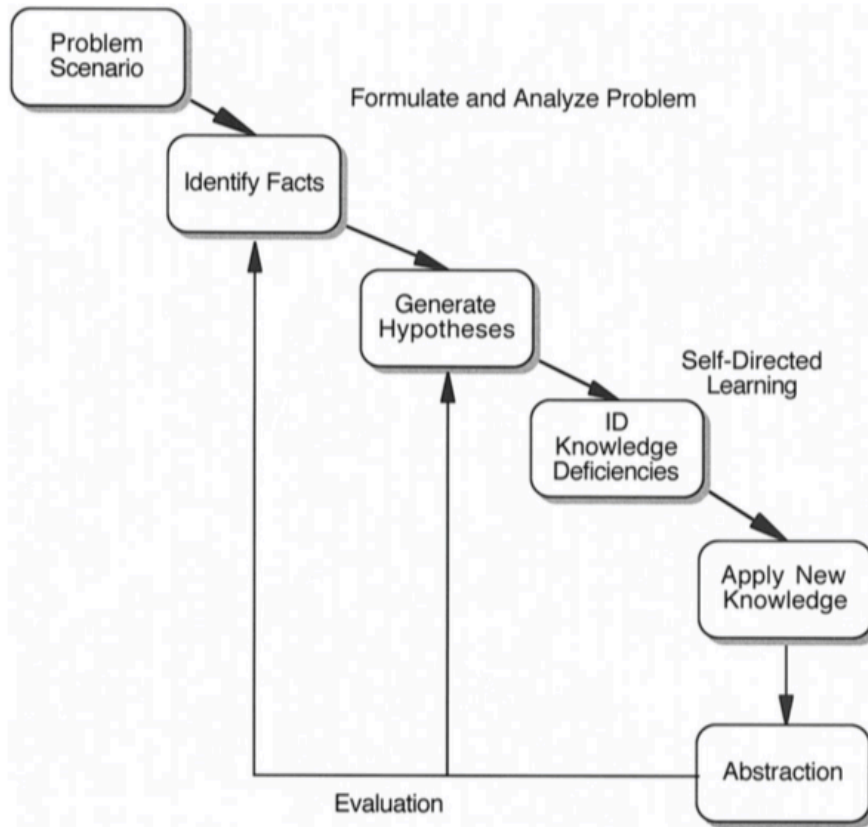 Problem
Scenario
Formulate and Analyze Problem
Identify Facts
Generate
Hypotheses
Self-Directed
Learning
ID
Knowledge
Deficiencies
Apply New
Knowledge
Abstraction
Evaluation